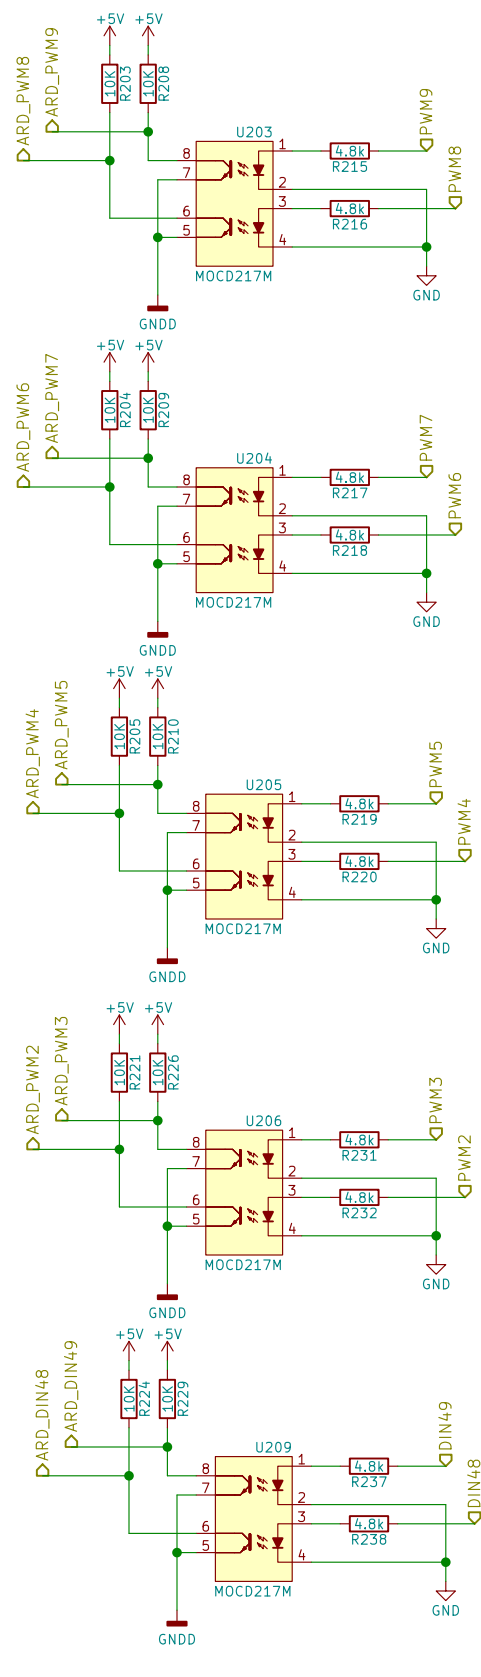 +5V
+5V
ARD_PWM8
ARD_PWM9
10K
R203
10K
R208
U203
8
7
6
5
1
2
3
4
MOCD217M
4.8k
R215
4.8k
R216
PWM9
PWM8
GNDD
GND
+5V
+5V
ARD_PWM6
ARD_PWM7
10K
R204
10K
R209
U204
8
7
6
5
1
2
3
4
MOCD217M
4.8k
R217
4.8k
R218
PWM7
PWM6
GNDD
GND
+5V
+5V
ARD_PWM4
ARD_PWM5
10K
R205
10K
R210
U205
8
7
6
5
1
2
3
4
MOCD217M
4.8k
R219
4.8k
R220
PWM5
PWM4
GNDD
GND
+5V
+5V
ARD_PWM2
ARD_PWM3
10K
R221
10K
R226
U206
8
7
6
5
1
2
3
4
MOCD217M
4.8k
R231
4.8k
R232
PWM3
PWM2
GNDD
GND
+5V
+5V
ARD_DIN48
ARD_DIN49
10K
R224
10K
R229
U209
8
7
6
5
1
2
3
4
MOCD217M
4.8k
R237
4.8k
R238
DIN49
DIN48
GNDD
GND